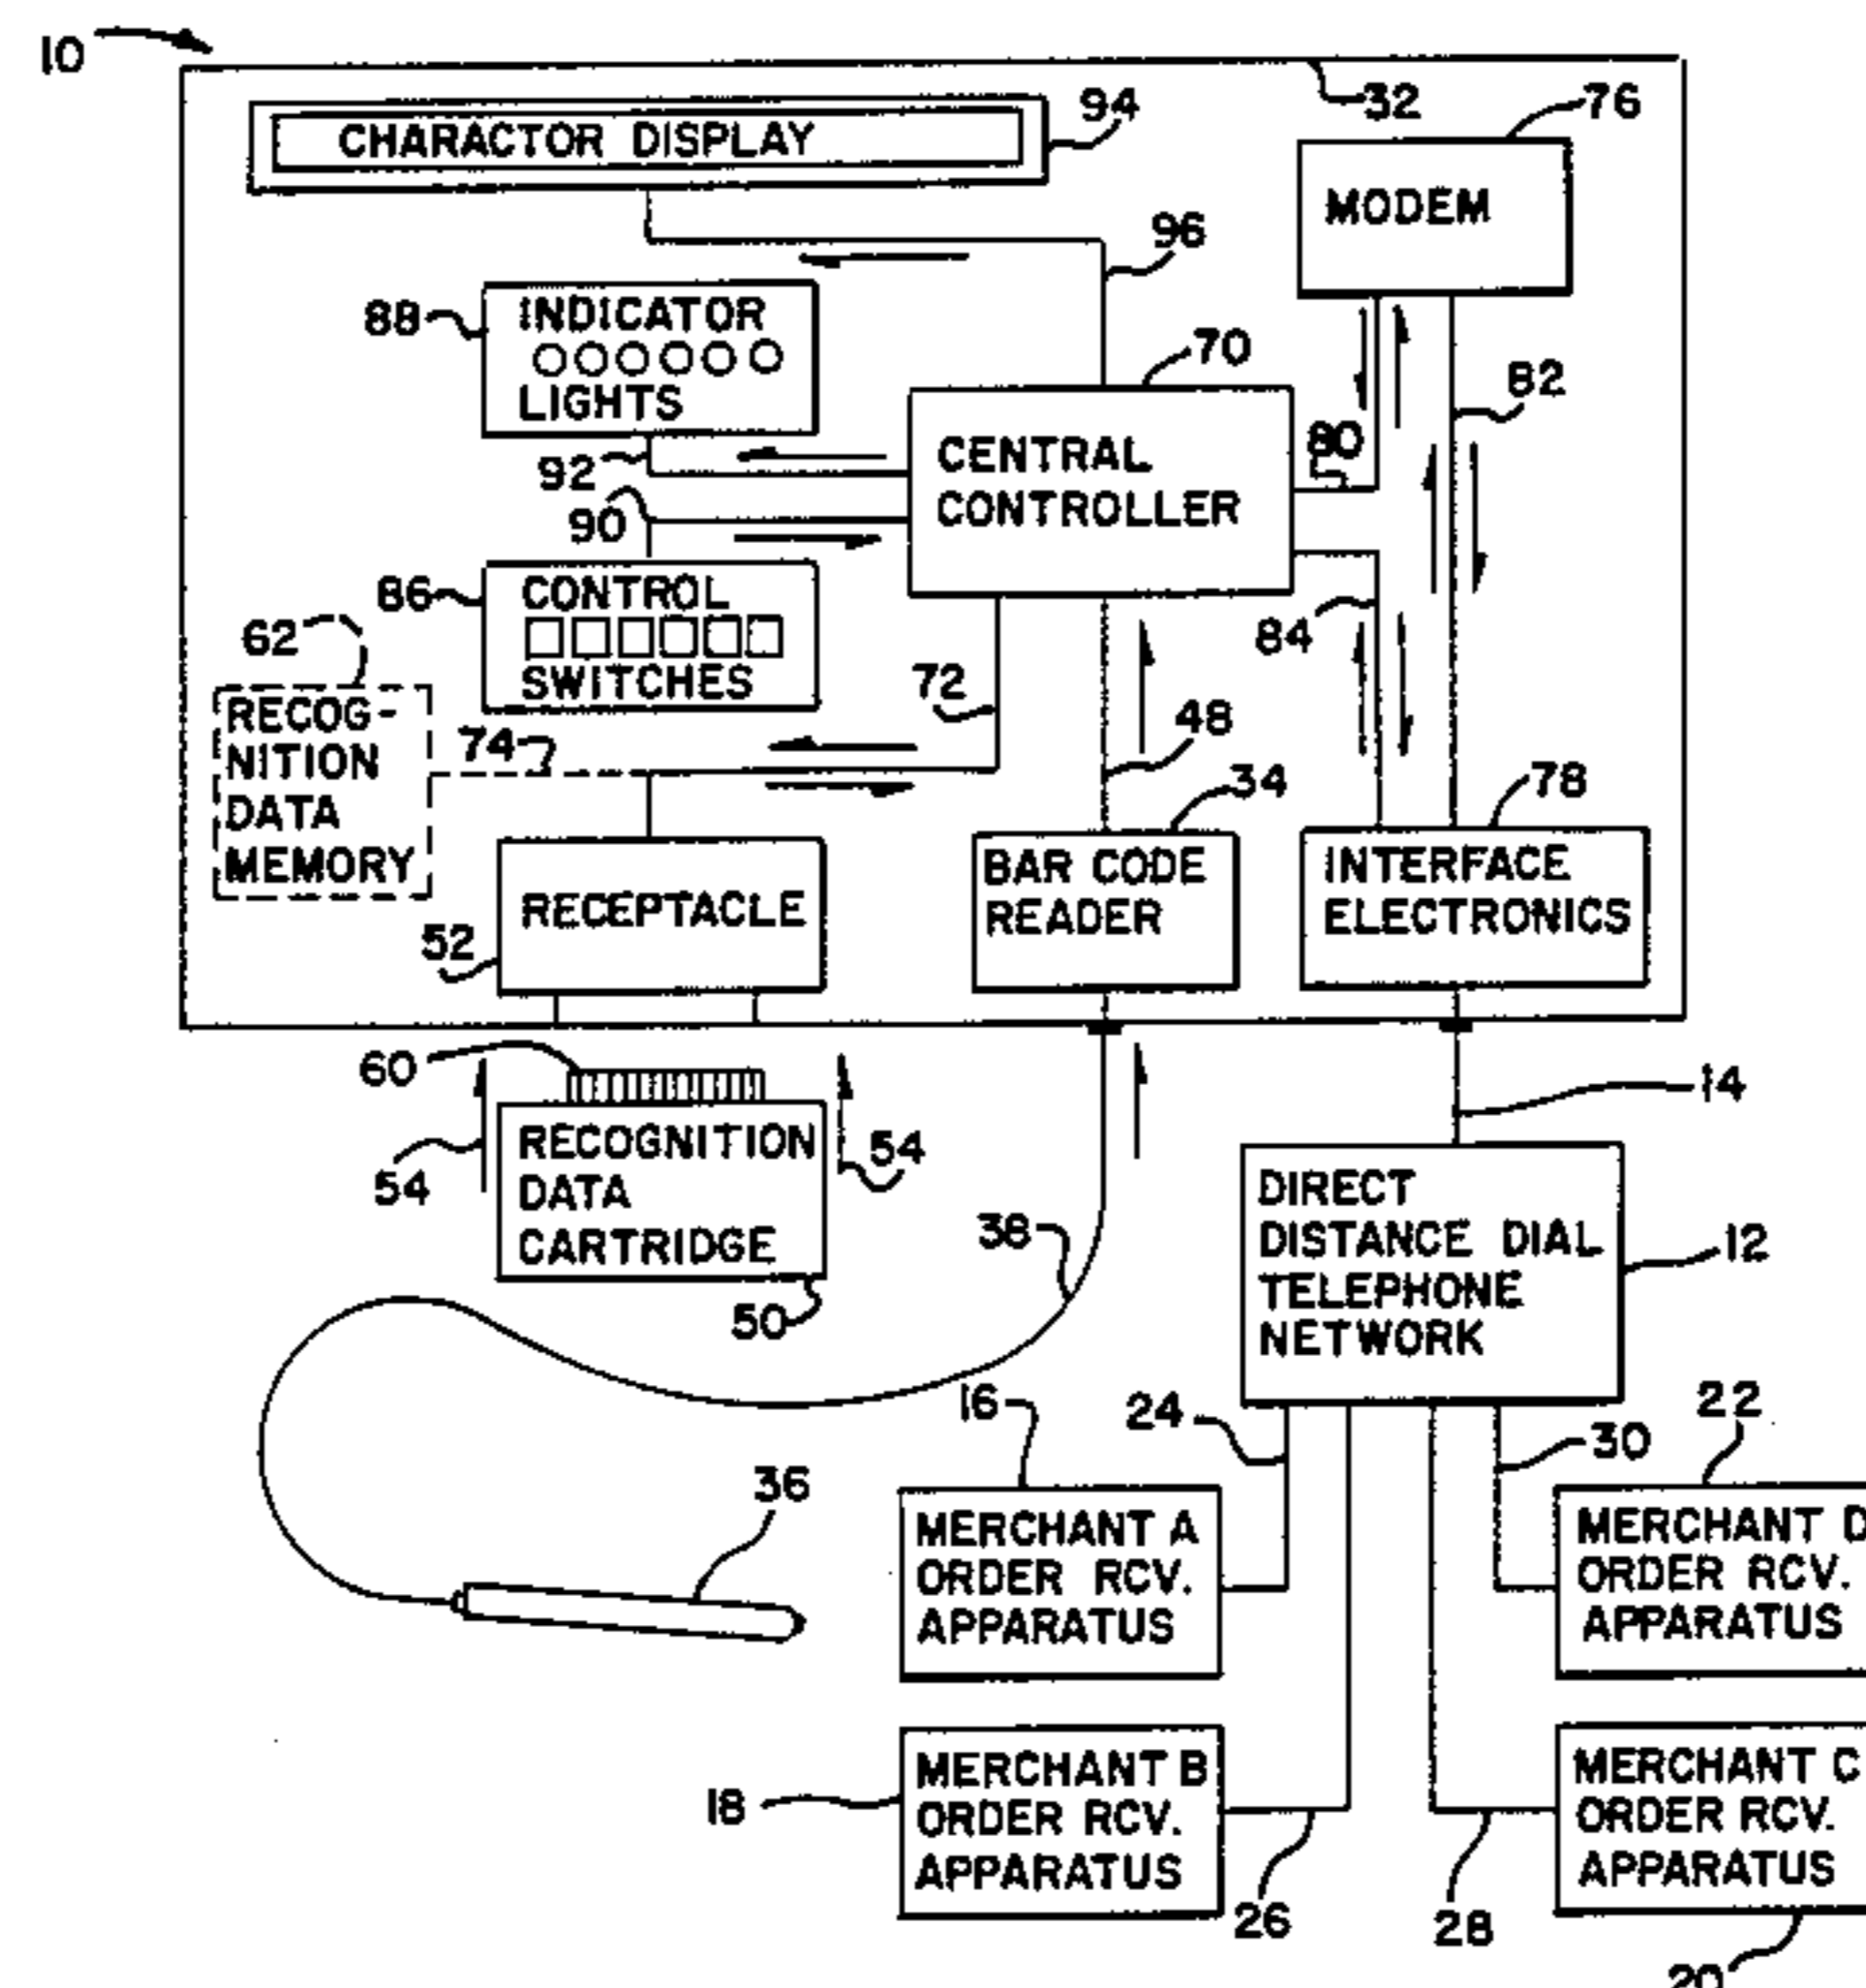 10
32
76
94
CHARACTOR DISPLAY
MODEM
96
88
INDICATOR
LIGHTS
70
82
80
92
CENTRAL
CONTROLLER
90
86
CONTROL
SWITCHES
62
84
72
RECOG-
NITION
DATA
MEMORY
74
48
34
78
RECEPTACLE
BAR CODE
READER
INTERFACE
ELECTRONICS
52
60
14
54
54
RECOGNITION
DATA
CARTRIDGE
50
38
DIRECT
DISTANCE DIAL
TELEPHONE
NETWORK
12
16
24
22
30
36
MERCHANT A
ORDER RCV.
APPARATUS
MERCHANT D
ORDER RCV.
APPARATUS
18
MERCHANT B
ORDER RCV.
APPARATUS
MERCHANT C
ORDER RCV.
APPARATUS
26
28
20